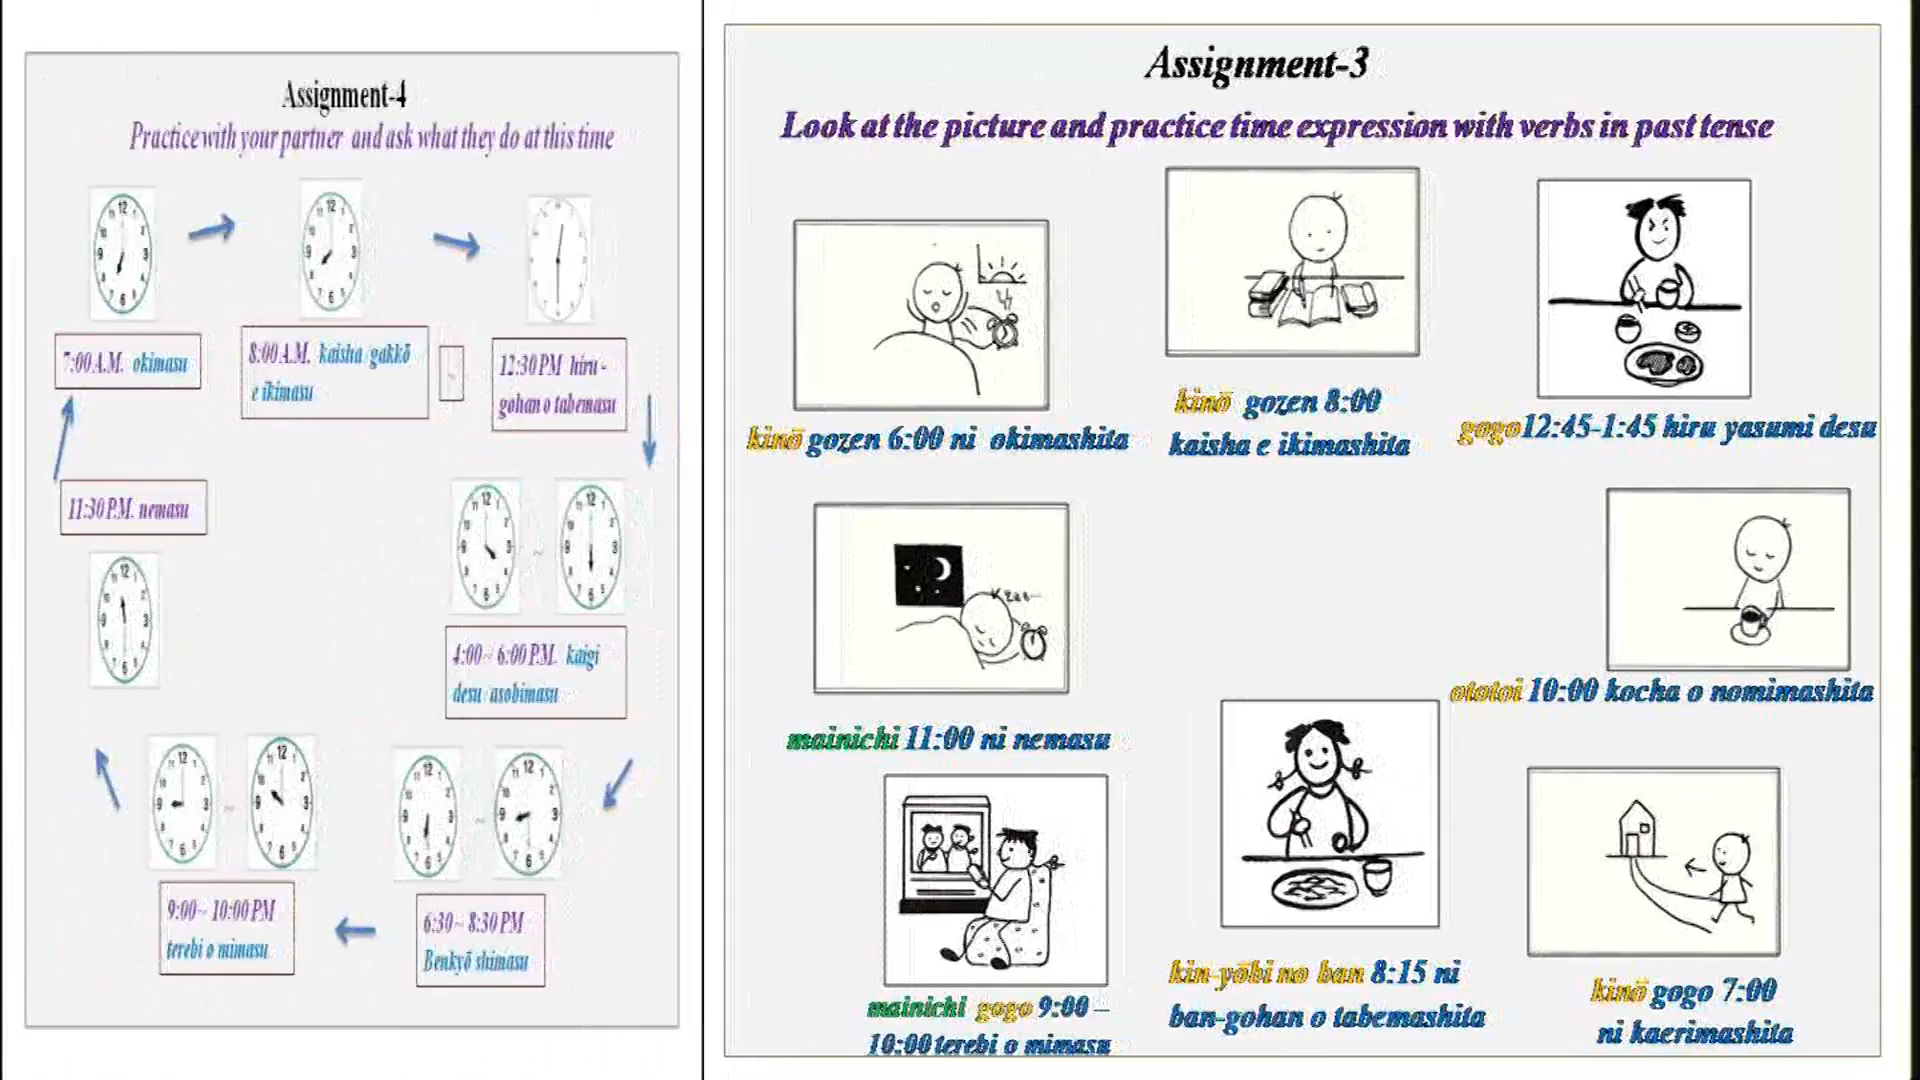 Assignment-4
Practice with your partner and ask what they do at this time
7:00 A.M. okimasu
8:00 A.M. kaisha/gakkō
e ikimasu
~
12:30 PM hiru -
gohan o tabemasu
4:00 ~ 6:00 P.M. kaigi
desu/asobimasu
6:30 ~ 8:30 PM
Benkyō shimasu
9:00 ~ 10:00 PM
terebi o mimasu
11:30 P.M. nemasu
Assignment-3
Look at the picture and practice time expression with verbs in past tense
kinō gozen 6:00 ni okimashita
kinō gozen 8:00
kaisha e ikimashita
gogo 12:45-1:45 hiru yasumi desu
ototoi 10:00 kocha o nomimashita
kinō gogo 7:00
ni kaerimashita
kin-yōbi no ban 8:15 ni
ban-gohan o tabemashita
mainichi gogo 9:00 –
10:00 terebi o mimasu
mainichi 11:00 ni nemasu